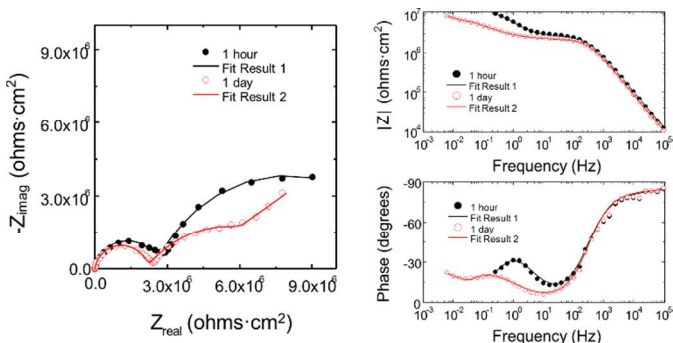 9.0x10⁶
6.0x10⁶
3.0x10⁶
0.0
-Zimag (ohms·cm²)
1 hour
Fit Result 1
1 day
Fit Result 2
0.0 3.0x10⁶ 6.0x10⁶ 9.0x10⁶
Zreal (ohms·cm²)
10⁷
10⁶
10⁵
10⁴
|Z| (ohms·cm²)
1 hour
Fit Result 1
1 day
Fit Result 2
10⁻³ 10⁻² 10⁻¹ 10⁰ 10¹ 10² 10³ 10⁴ 10⁵
Frequency (Hz)
-90
-60
-30
0
Phase (degrees)
1 hour
Fit Result 1
1 day
Fit Result 2
10⁻³ 10⁻² 10⁻¹ 10⁰ 10¹ 10² 10³ 10⁴ 10⁵
Frequency (Hz)